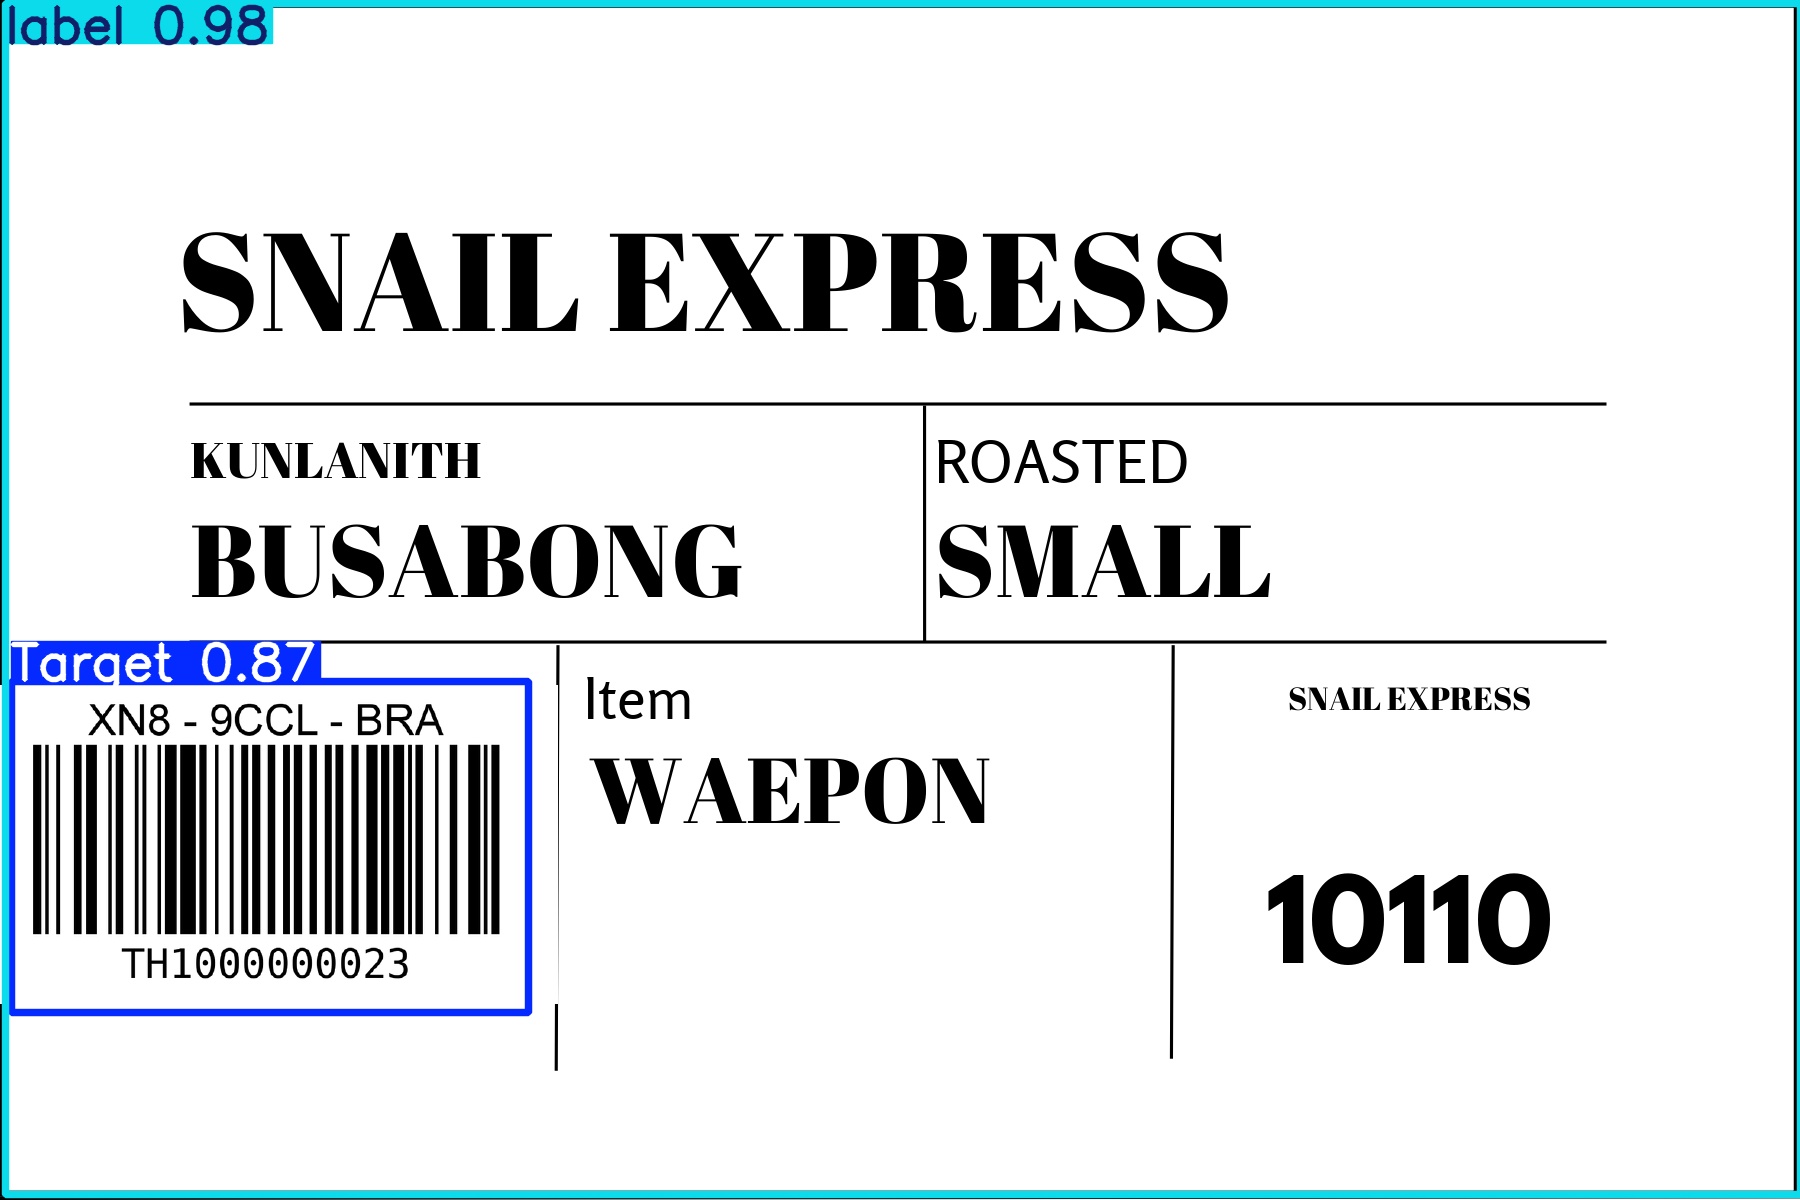 label 0.98
SNAIL EXPRESS
KUNLANITH
BUSABONG
ROASTED
SMALL
Target 0.87
XN8 - 9CCL - BRA
TH1000000023
Item
WAEPON
SNAIL EXPRESS
10110